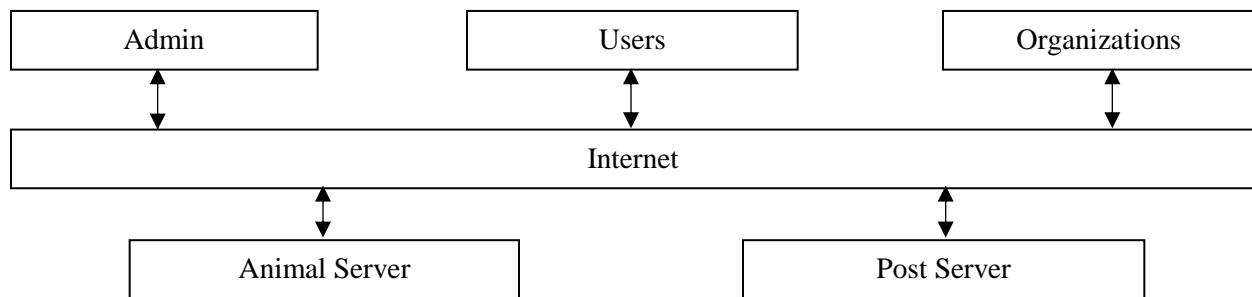 Admin
Users
Organizations
Internet
Animal Server
Post Server